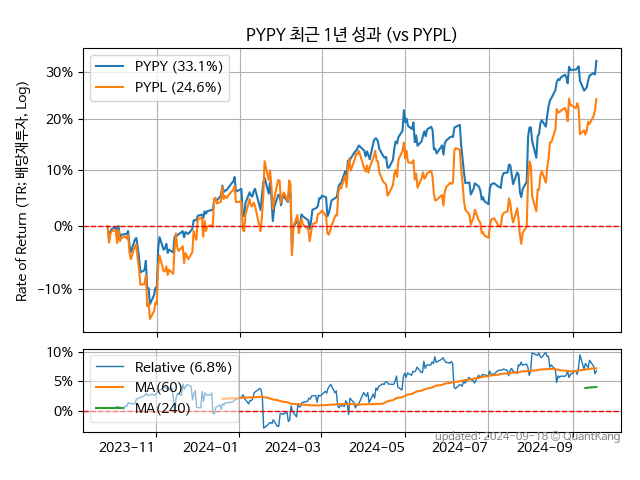 PYPY 최근 1년 성과 (vs PYPL)
Rate of Return (TR: 배당재투자, Log)
30%
20%
10%
0%
−10%
PYPY (33.1%)
PYPL (24.6%)
10%
5%
0%
Relative (6.8%)
MA(60)
MA(240)
2023−11
2024−01
2024−03
2024−05
2024−07
2024−09
updated: 2024-09-18 © QuantKang